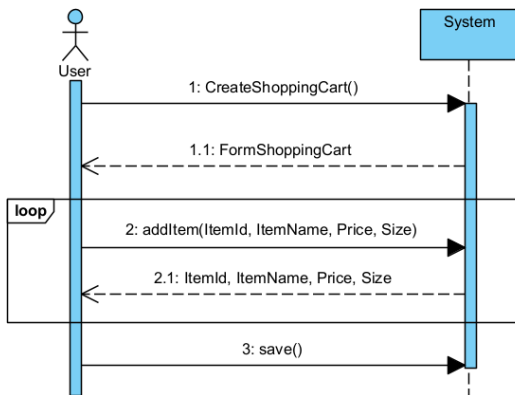 System
User
1: CreateShoppingCart()
1.1: FormShoppingCart
loop
2: addItem(ItemId, ItemName, Price, Size)
2.1: ItemId, ItemName, Price, Size
3: save()